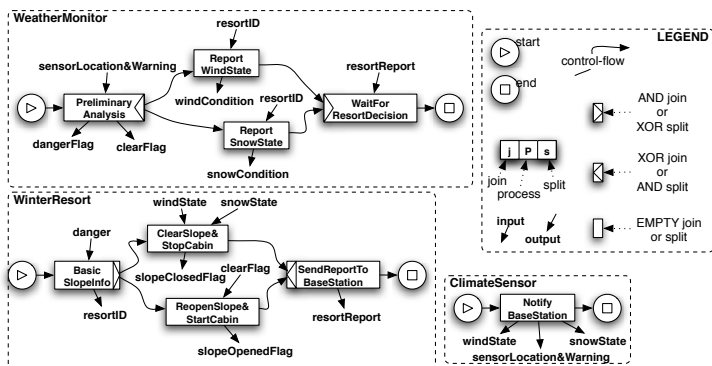 WeatherMonitor
resortID
Report
WindState
sensorLocation&Warning
resortReport
Preliminary
Analysis
windCondition
resortID
WaitFor
ResortDecision
dangerFlag
clearFlag
Report
SnowState
snowCondition
WinterResort
windState
snowState
danger
ClearSlope&
StopCabin
Basic
SlopeInfo
slopeClosedFlag
clearFlag
SendReportTo
BaseStation
resortID
ReopenSlope&
StartCabin
resortReport
slopeOpenedFlag
LEGEND
start
control-flow
end
AND join
or
XOR split
j P s
join
process
split
XOR join
or
AND split
input
output
EMPTY join
or split
ClimateSensor
Notify
BaseStation
windState
snowState
sensorLocation&Warning